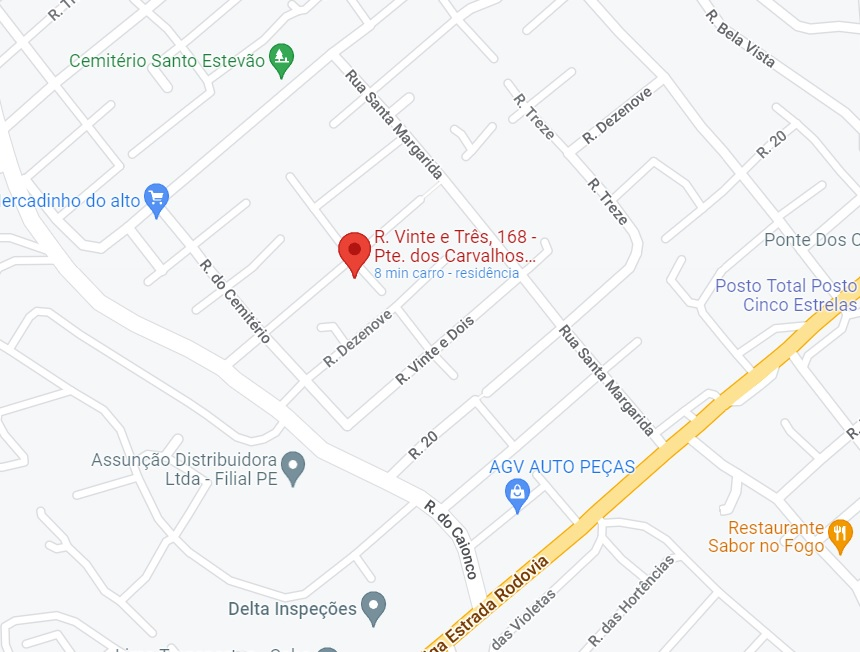 R. Bela Vista
Cemitério Santo Estevão
Rua Santa Margarida
R. Treze
R. Dezenove
R. 20
Mercadinho do alto
R. Treze
R. Vinte e Três, 168 -
Pte. dos Carvalhos...
8 min carro - residência
Ponte Dos C
R. do Cemitério
Posto Total Posto
Cinco Estrelas
R. Dezenove
R. Vinte e Dois
Rua Santa Margarida
R. 20
Assunção Distribuidora
Ltda - Filial PE
AGV AUTO PEÇAS
R. do Caionco
Restaurante
Sabor no Fogo
ga Estrada Rodovia
R. das Hortências
das Violetas
Delta Inspeções